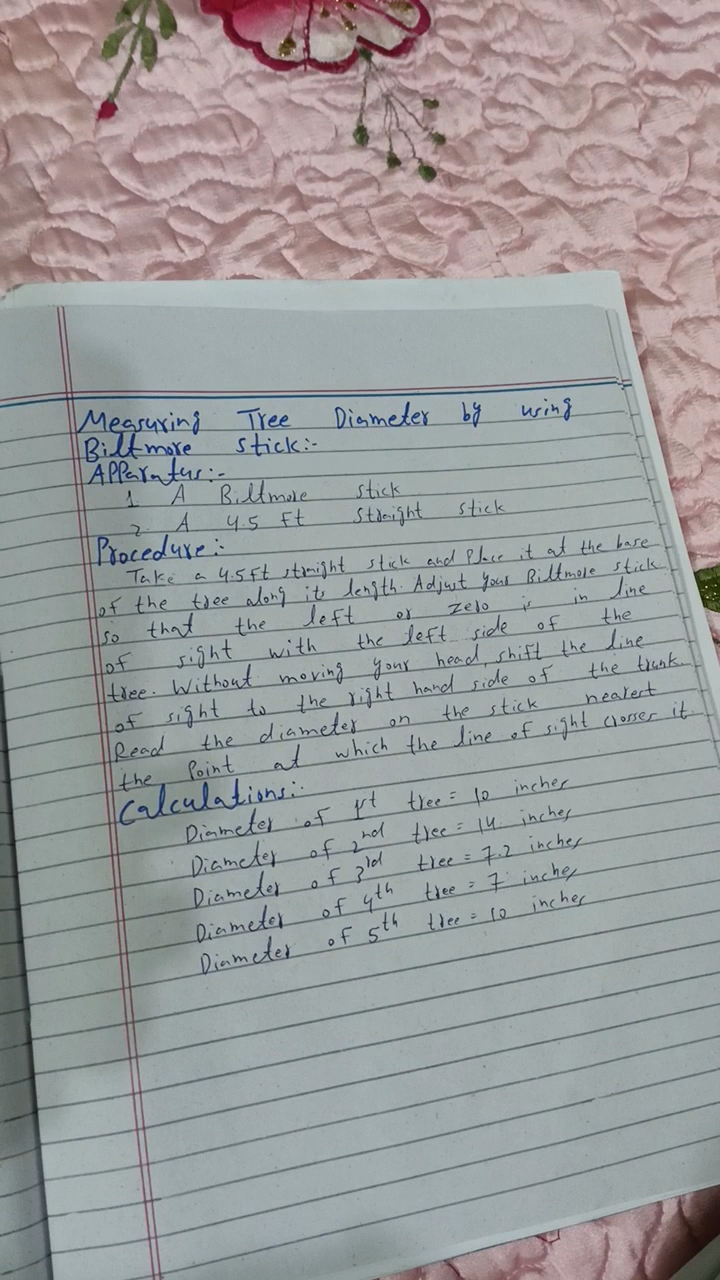 Measuring Tree Diameter by using
Biltmore stick:-
Apparatus:-
1 A Biltmore stick
2. A 4.5 Ft straight stick
Procedure:
Take a 4.5ft straight stick and Place it at the base
of the tree along its length. Adjust your Biltmore stick
so that the left or zero is in line
of sight with the left side of the
tree. Without moving your head, shift the line
of sight to the right hand side of the trunk.
Read the diameter on the stick nearest
the Point at which the line of sight crosses it
Calculations:
Diameter of 1st tree = 10 inches
Diameter of 2nd tree = 14 inches
Diameter of 3rd tree = 7.2 inches
Diameter of 4th tree = 7 inches
Diameter of 5th tree = 10 inches